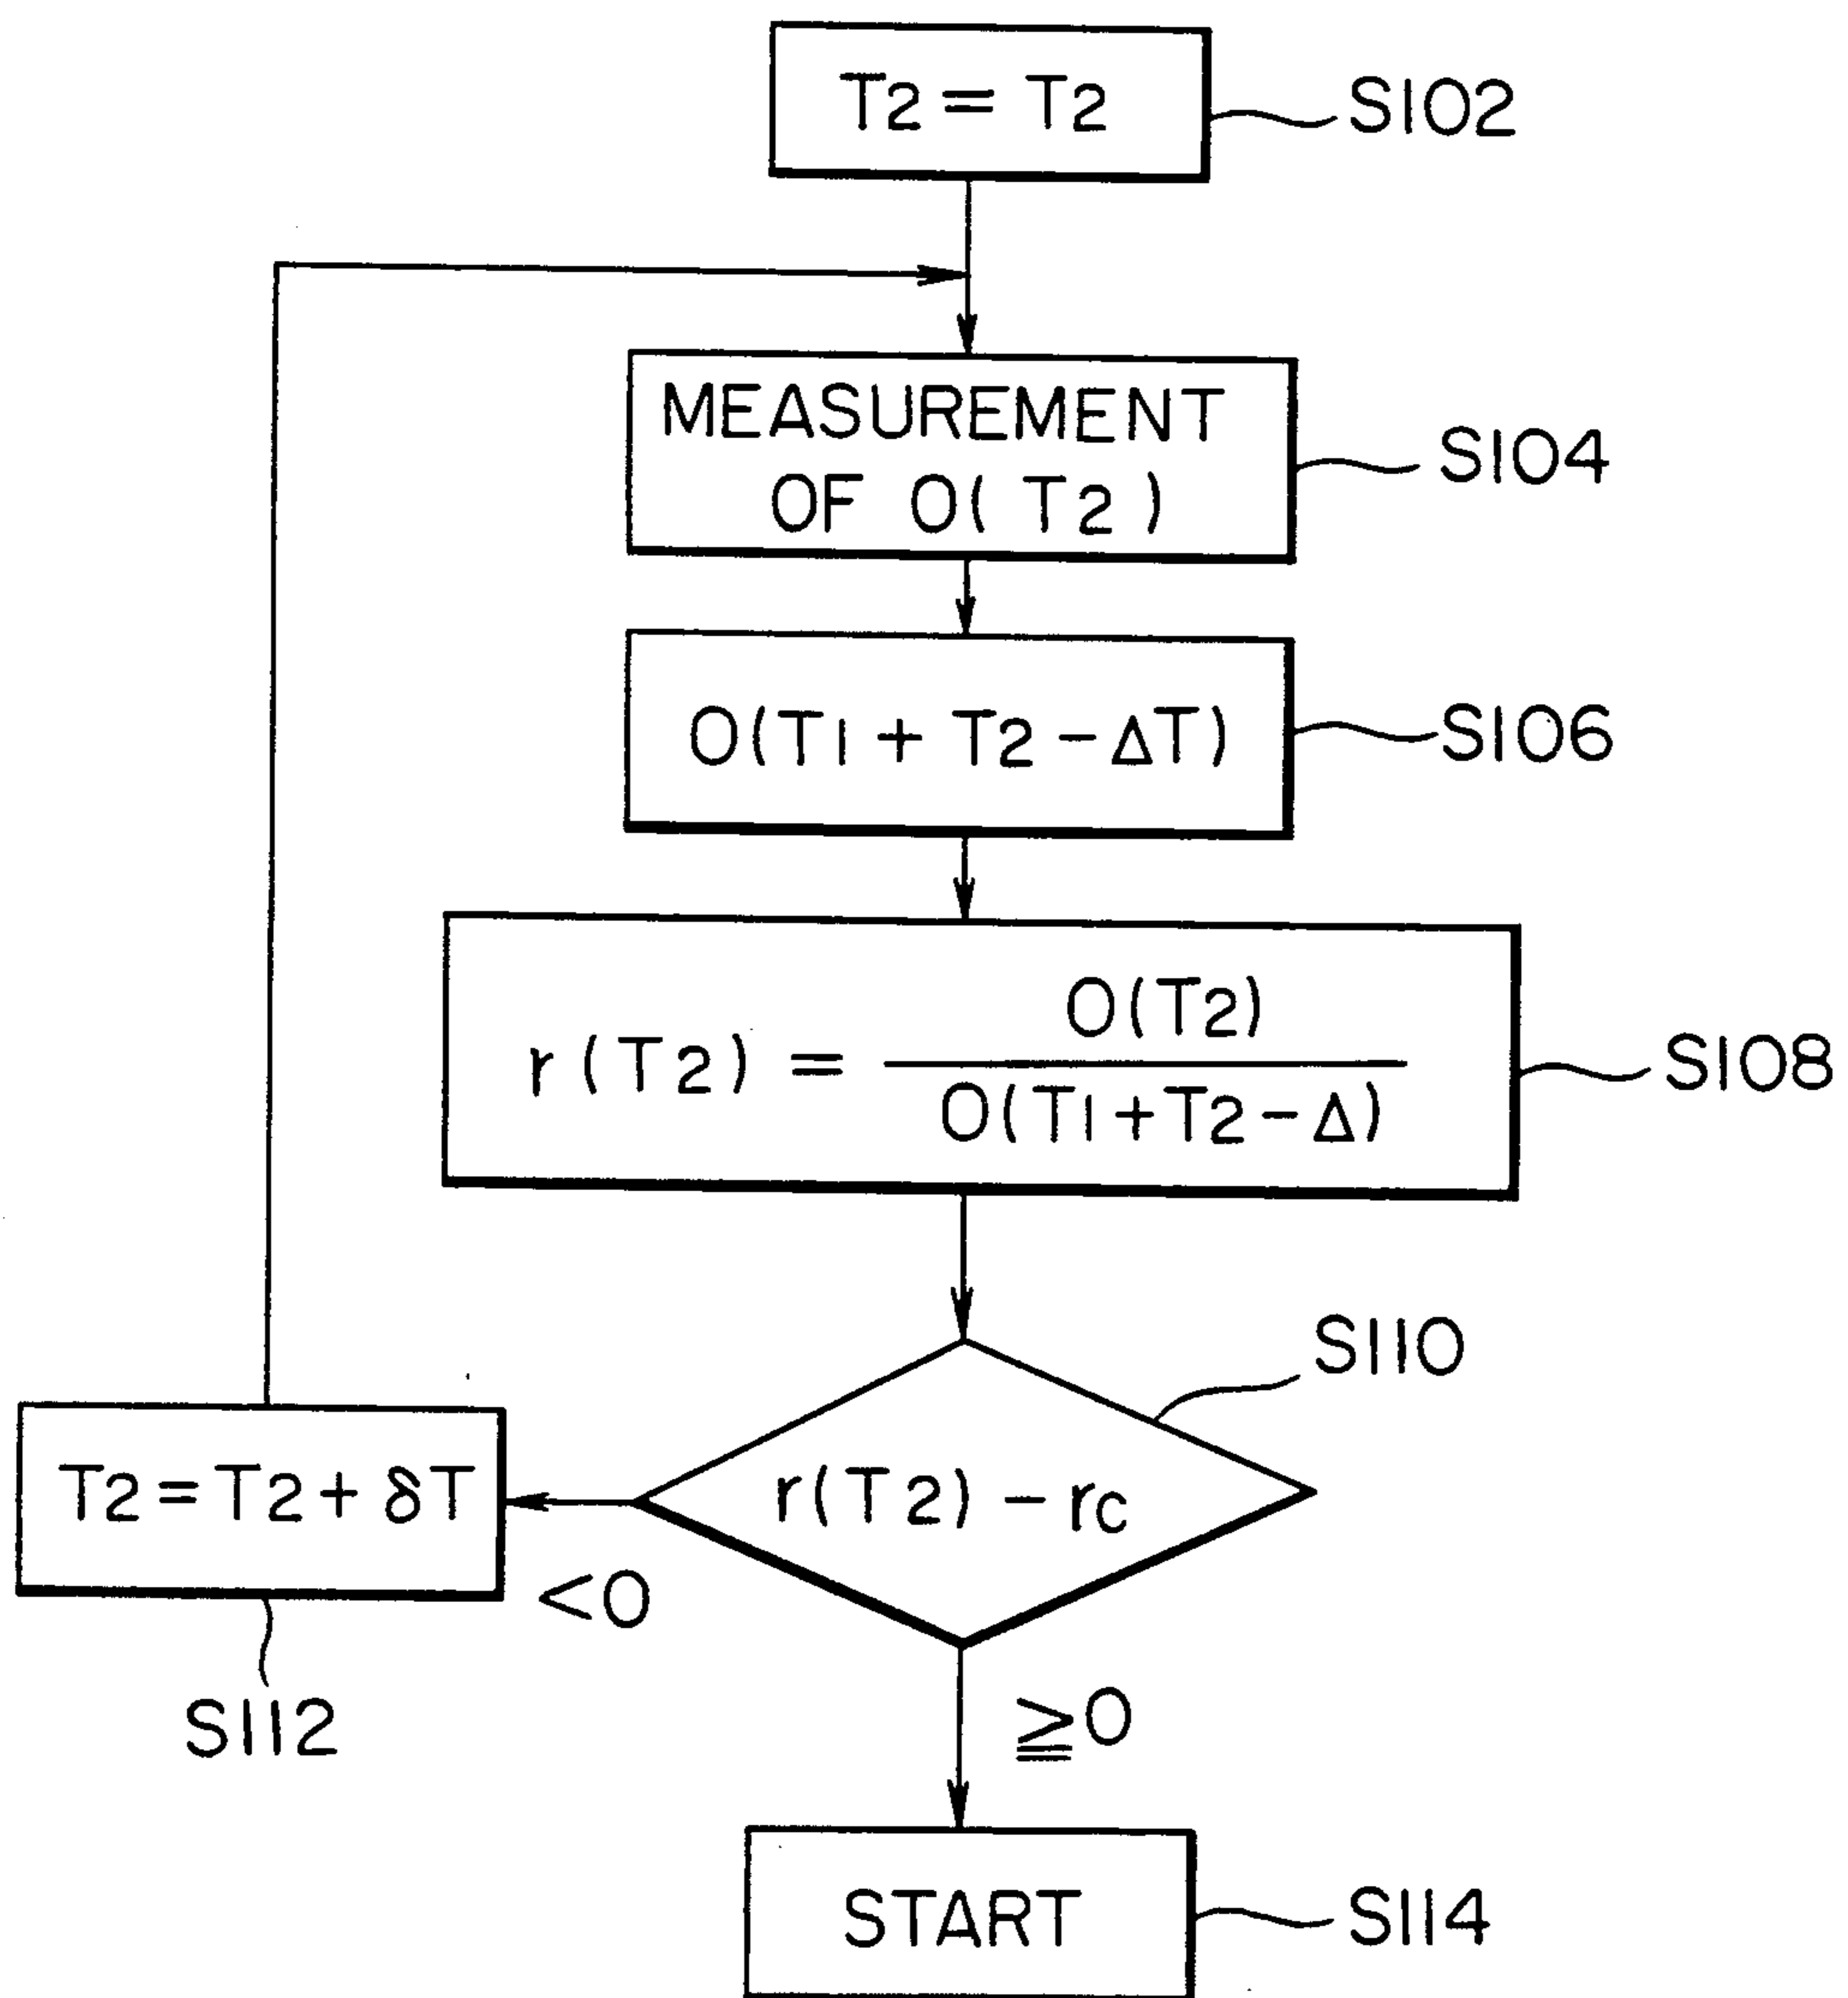 T2 = T2
S102
MEASUREMENT
OF O(T2)
S104
O(T1 + T2 - ΔT)
S106
r(T2) = O(T2) / O(T1+T2-Δ)
S108
S110
r(T2) - rc
T2 = T2 + δT
<0
S112
≧0
START
S114